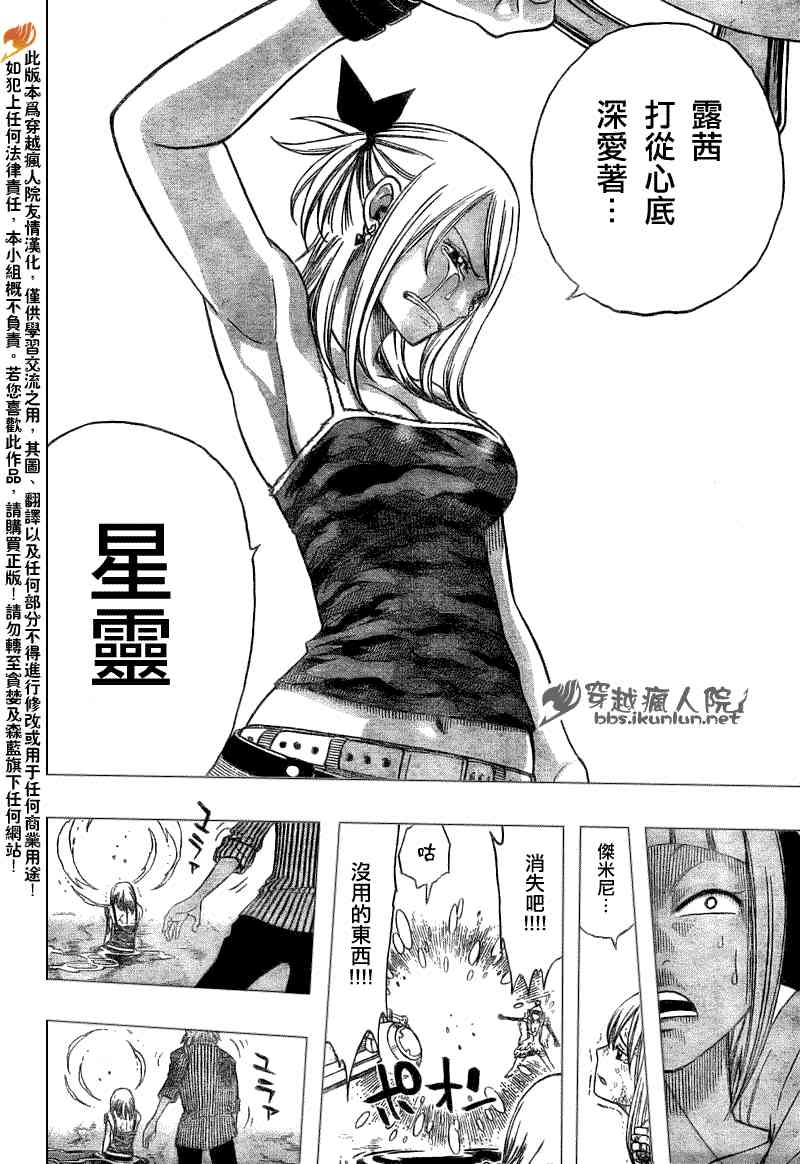 露茜
打從心底
深愛著…
星靈
穿越瘋人院
bbs.ikunlun.net
傑米尼…
消失吧!!!!
咕
沒用的東西!!!!
ポォン
フラ
ヨロ
此版本爲穿越瘋人院友情漢化，僅供學習交流之用，其圖、翻譯以及任何部分不得進行修改或用于任何商業用途！
如犯上任何法律責任，本小組概不負責。若您喜歡此作品，請購買正版！請勿轉至貪婪及森藍旗下任何網站！